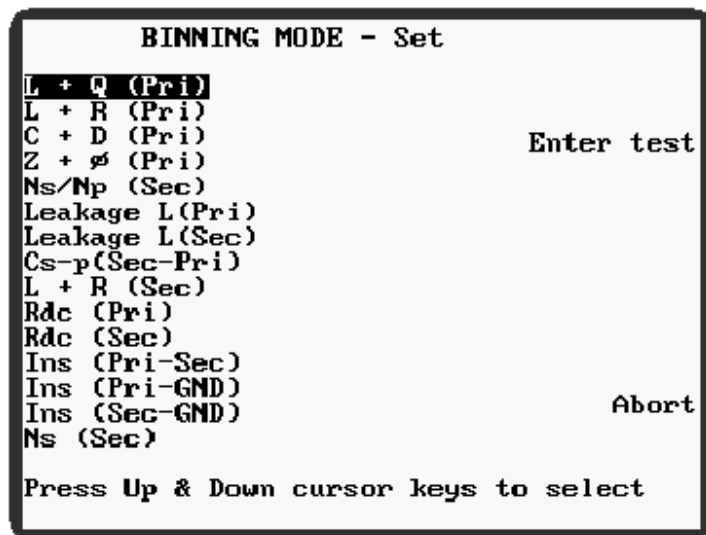 BINNING MODE - Set
L + Q (Pri)
L + R (Pri)
C + D (Pri)
Enter test
Z + ø (Pri)
Ns/Np (Sec)
Leakage L(Pri)
Leakage L(Sec)
Cs-p(Sec-Pri)
L + R (Sec)
Rdc (Pri)
Rdc (Sec)
Ins (Pri-Sec)
Ins (Pri-GND)
Ins (Sec-GND)
Abort
Ns (Sec)
Press Up & Down cursor keys to select